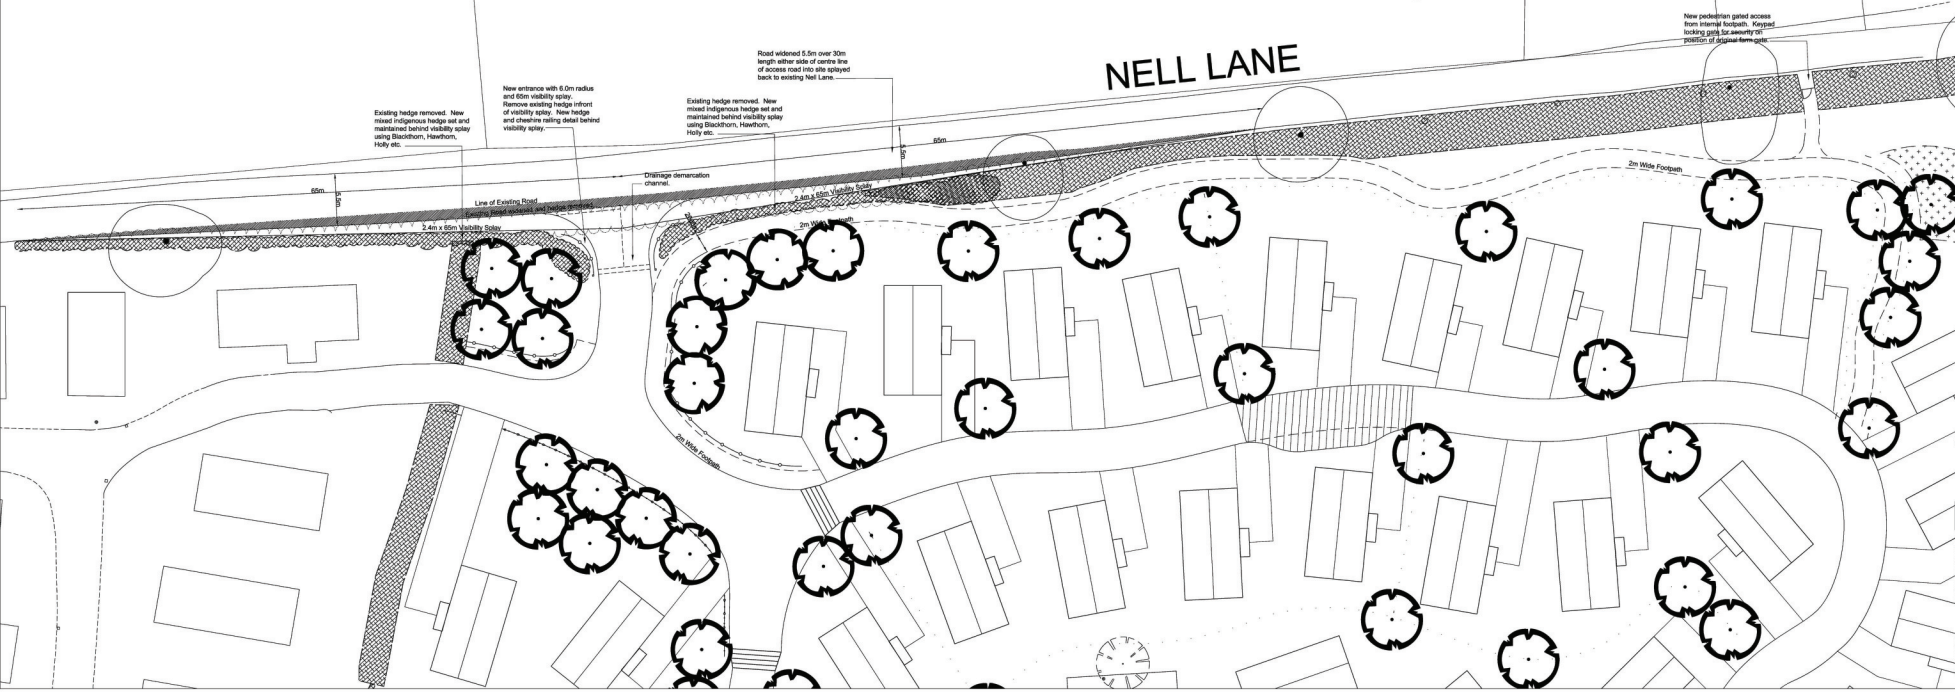 New pedestrian gated access
from internal footpath. Keypad
locking gate for security on
position of original farm gate.
NELL LANE
Road widened 5.5m over 30m
length either side of centre line
of access road into site splayed
back to existing Nell Lane.
New entrance with 6.0m radius
and 65m visibility splay.
Remove existing hedge infront
of visibility splay. New hedge
and cheshire railing detail behind
visibility splay.
Existing hedge removed. New
mixed indigenous hedge set and
maintained behind visibility splay
using Blackthorn, Hawthorn,
Holly etc.
Existing hedge removed. New
mixed indigenous hedge set and
maintained behind visibility splay
using Blackthorn, Hawthorn,
Holly etc.
65m
5.5m
Drainage demarcation
channel.
65m
5.5m
2m Wide Footpath
2.4m x 65m Visibility Splay
Line of Existing Road
Existing Road widened and hedge removed.
2.4m x 65m Visibility Splay
2m Wide Footpath
2m Wide Footpath